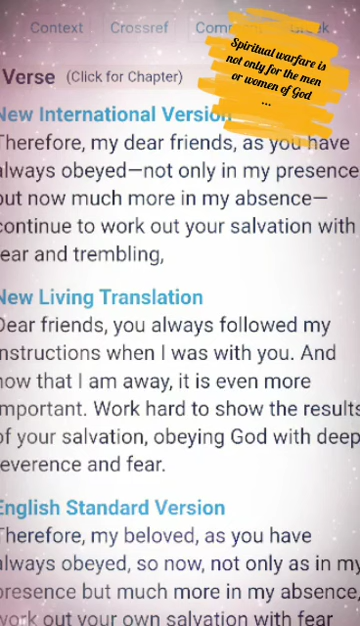 Context Crossref Com Greek
Spiritual warfare is
not only for the men
or women of God
...
Verse (Click for Chapter)
New International Version
Therefore, my dear friends, as you have
always obeyed—not only in my presence
but now much more in my absence—
continue to work out your salvation with
fear and trembling,
New Living Translation
Dear friends, you always followed my
instructions when I was with you. And
now that I am away, it is even more
important. Work hard to show the results
of your salvation, obeying God with deep
reverence and fear.
English Standard Version
Therefore, my beloved, as you have
always obeyed, so now, not only as in my
presence but much more in my absence,
work out your own salvation with fear